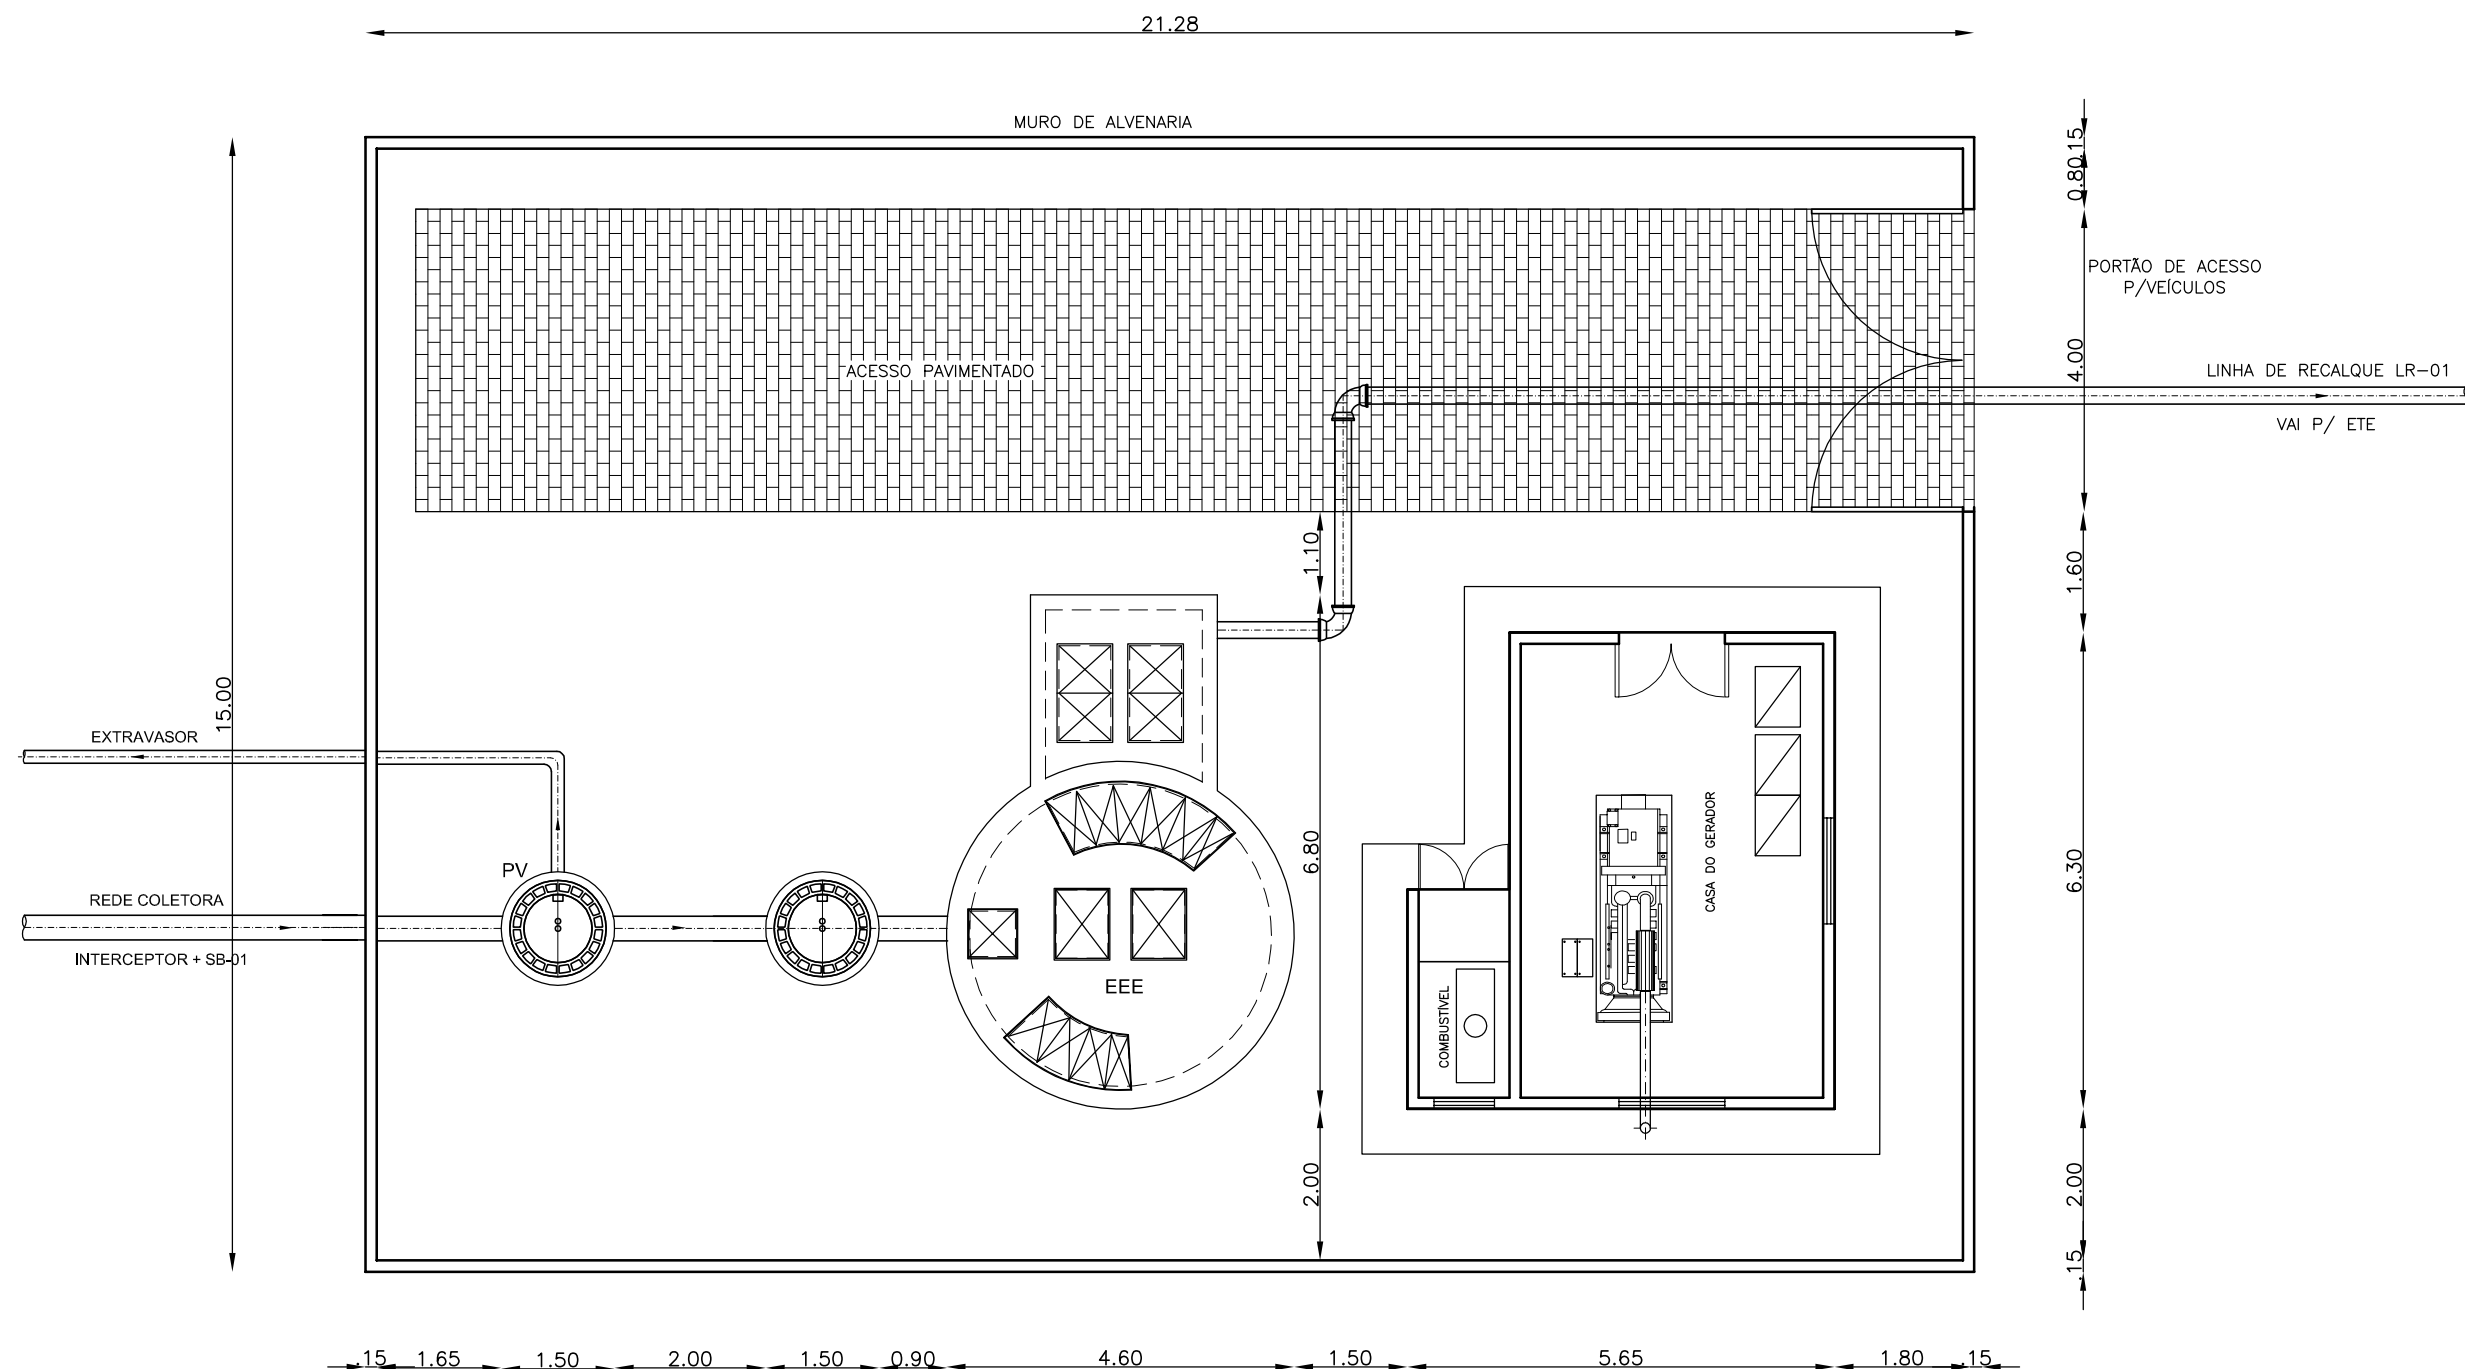 21.28
MURO DE ALVENARIA
.15
0.80
PORTÃO DE ACESSO
P/VEÍCULOS
4.00
ACESSO PAVIMENTADO
LINHA DE RECALQUE LR-01
VAI P/ ETE
1.10
1.60
15.00
EXTRAVASOR
PV
REDE COLETORA
INTERCEPTOR + SB-01
EEE
6.80
CASA DO GERADOR
COMBUSTÍVEL
6.30
2.00
2.00
.15
.15 1.65 1.50 2.00 1.50 0.90 4.60 1.50 5.65 1.80 .15